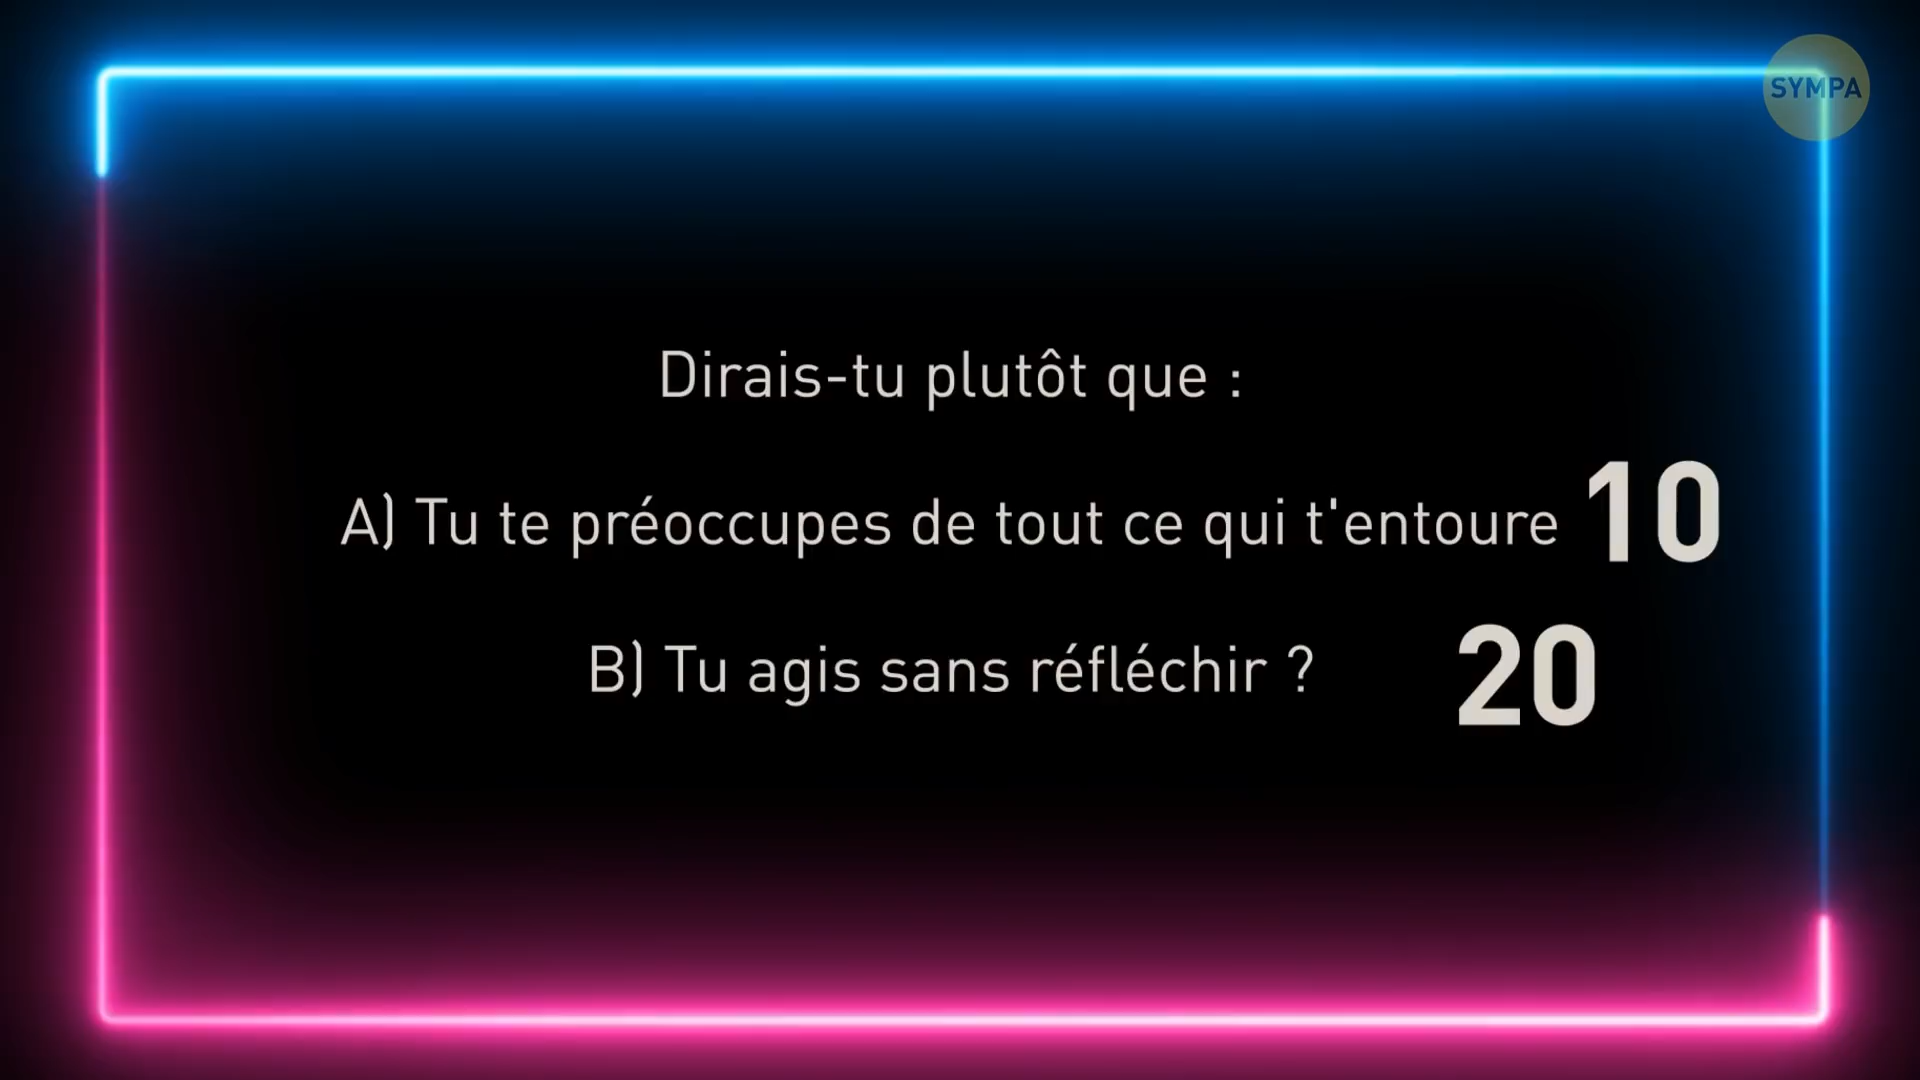 SYMPA
Dirais-tu plutôt que :
A) Tu te préoccupes de tout ce qui t'entoure 10
B) Tu agis sans réfléchir ? 20